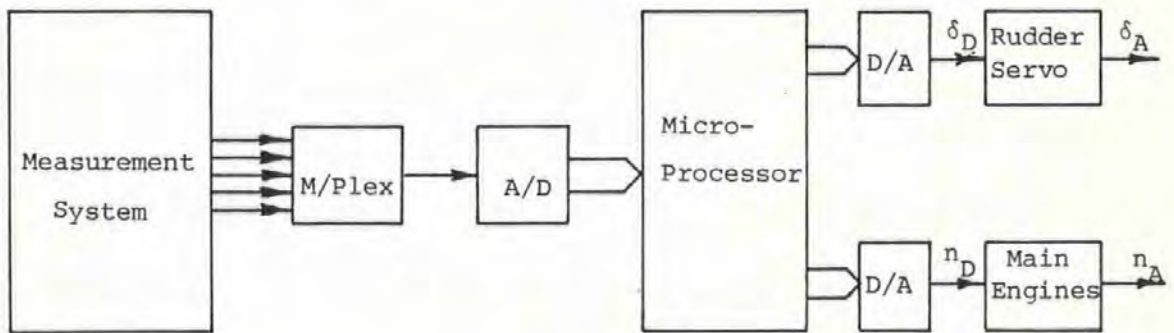 Measurement
System
M/Plex
A/D
Micro-
Processor
D/A
δD
Rudder
Servo
δA
D/A
nD
Main
Engines
nA